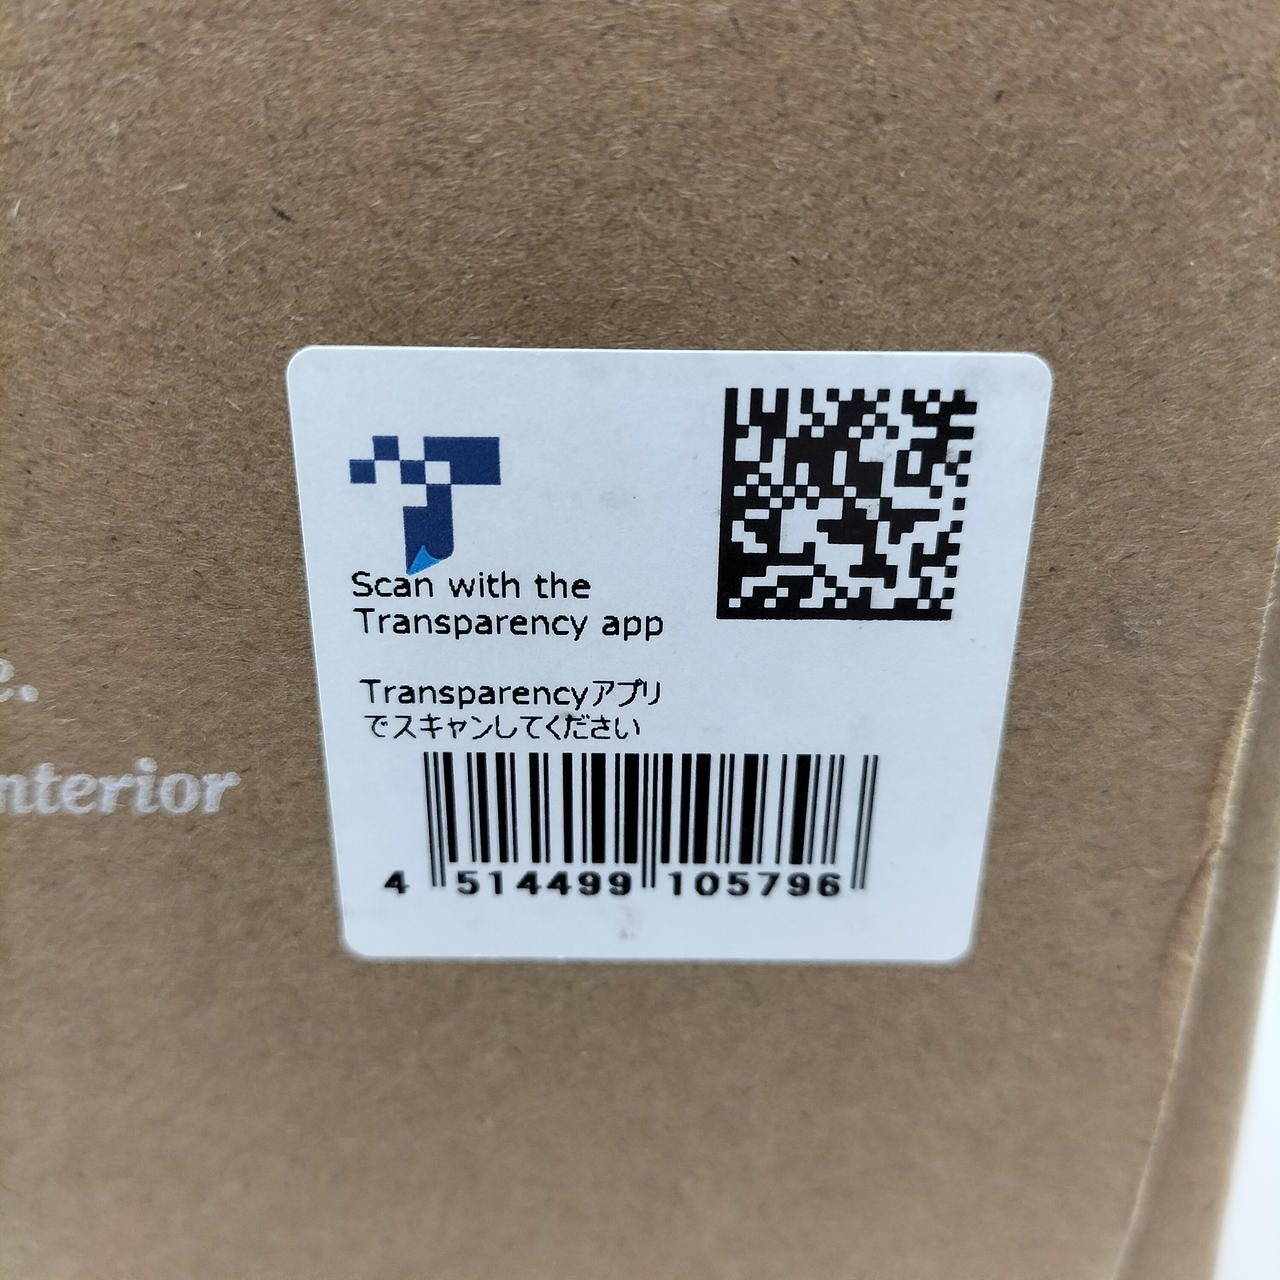 Scan with the
Transparency app
Transparencyアプリ
でスキャンしてください
4 514499 105796